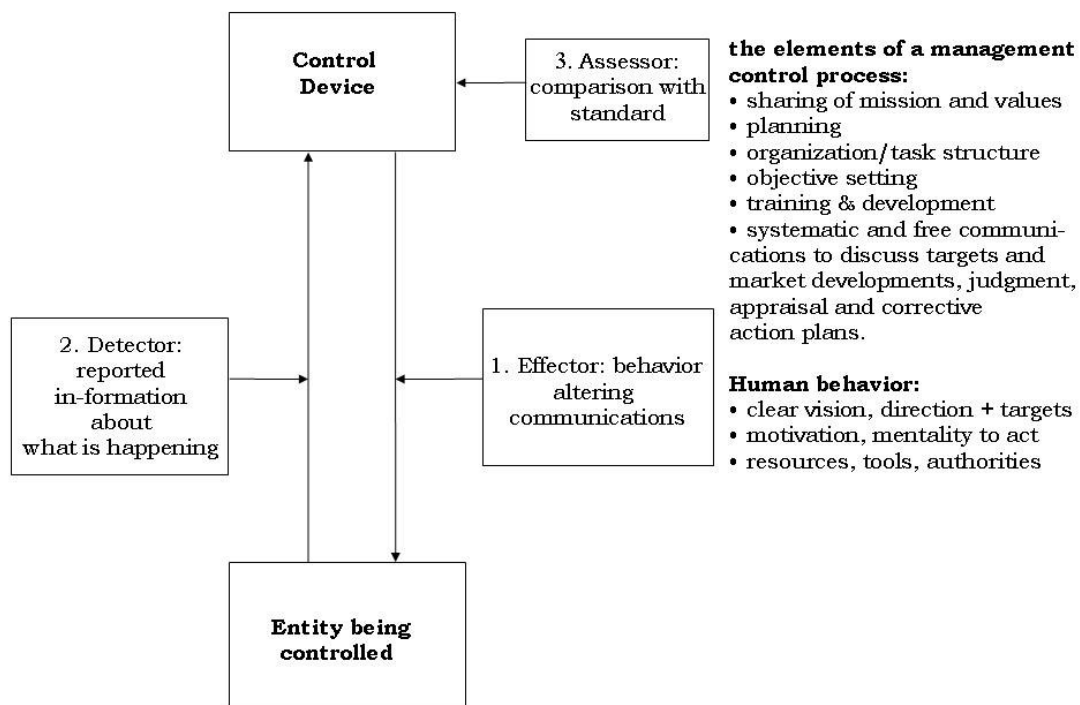 Control
Device
3. Assessor:
comparison with
standard
2. Detector:
reported
in-formation
about
what is happening
1. Effector: behavior
altering
communications
Entity being
controlled
the elements of a management
control process:
• sharing of mission and values
• planning
• organization/task structure
• objective setting
• training & development
• systematic and free communi-
cations to discuss targets and
market developments, judgment,
appraisal and corrective
action plans.
Human behavior:
• clear vision, direction + targets
• motivation, mentality to act
• resources, tools, authorities